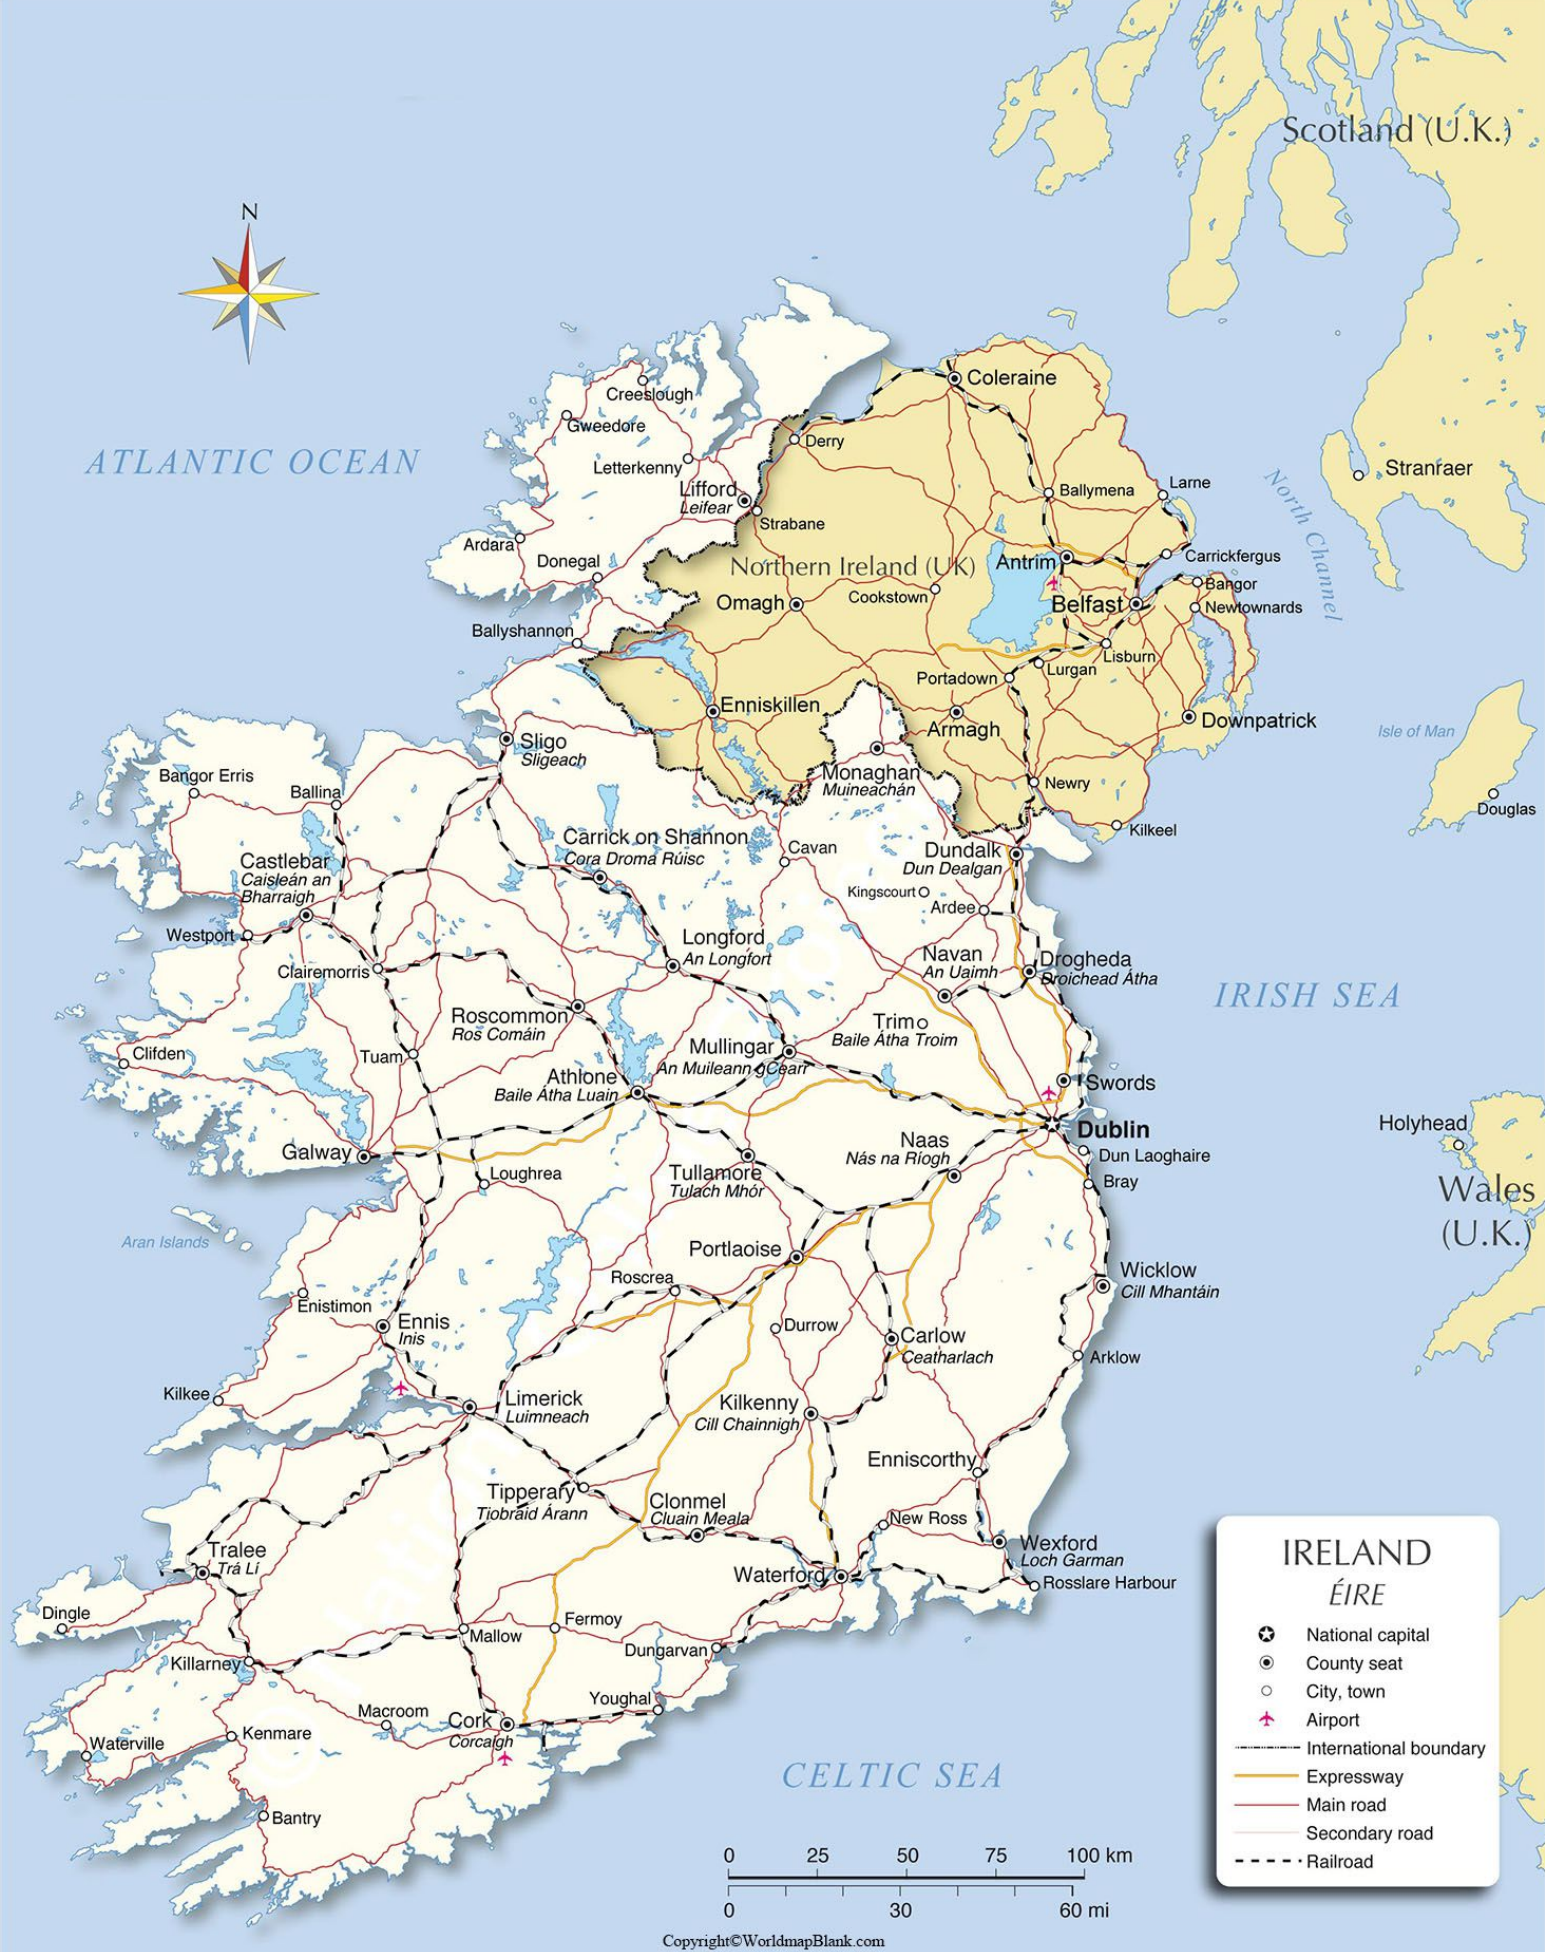 Scotland (U.K.)
N
Coleraine
Creeslough
Gweedore
Derry
ATLANTIC OCEAN
Letterkenny
Stranraer
Larne
Lifford
Leifear
Ballymena
North Channel
Strabane
Ardara
Donegal
Carrickfergus
Northern Ireland (UK)
Antrim
Bangor
Omagh
Cookstown
Belfast
Newtownards
Ballyshannon
Lisburn
Lurgan
Portadown
Enniskillen
Armagh
Downpatrick
Isle of Man
Sligo
Sligeach
Bangor Erris
Monaghan
Muineachán
Newry
Ballina
Douglas
Kilkeel
Carrick on Shannon
Cora Droma Rúisc
Cavan
Dundalk
Dun Dealgan
Castlebar
Caisleán an
Bharraigh
Kingscourt
Ardee
Westport
Longford
An Longfort
Navan
An Uaimh
Drogheda
Droichead Átha
Clairemorris
IRISH SEA
Roscommon
Ros Comáin
Trim
Baile Átha Troim
Clifden
Tuam
Mullingar
An Muileann gCearr
Athlone
Baile Átha Luain
Swords
Holyhead
Dublin
Galway
Naas
Nás na Ríogh
Dun Laoghaire
Loughrea
Tullamore
Tulach Mhór
Bray
Wales
(U.K.)
Aran Islands
Portlaoise
Roscrea
Wicklow
Cill Mhantáin
Enistimon
Ennis
Inis
Durrow
Carlow
Ceatharlach
Arklow
Kilkee
Limerick
Luimneach
Kilkenny
Cill Chainnigh
Enniscorthy
Tipperary
Tiobraid Árann
Clonmel
Cluain Meala
New Ross
Tralee
Trá Lí
Wexford
Loch Garman
Waterford
Rosslare Harbour
Dingle
Fermoy
Mallow
Dungarvan
Killarney
Youghal
Macroom
Cork
Corcaigh
Kenmare
Waterville
Bantry
CELTIC SEA
IRELAND
ÉIRE
National capital
County seat
City, town
Airport
International boundary
Expressway
Main road
Secondary road
Railroad
0 25 50 75 100 km
0 30 60 mi
Copyright©WorldmapBlank.com